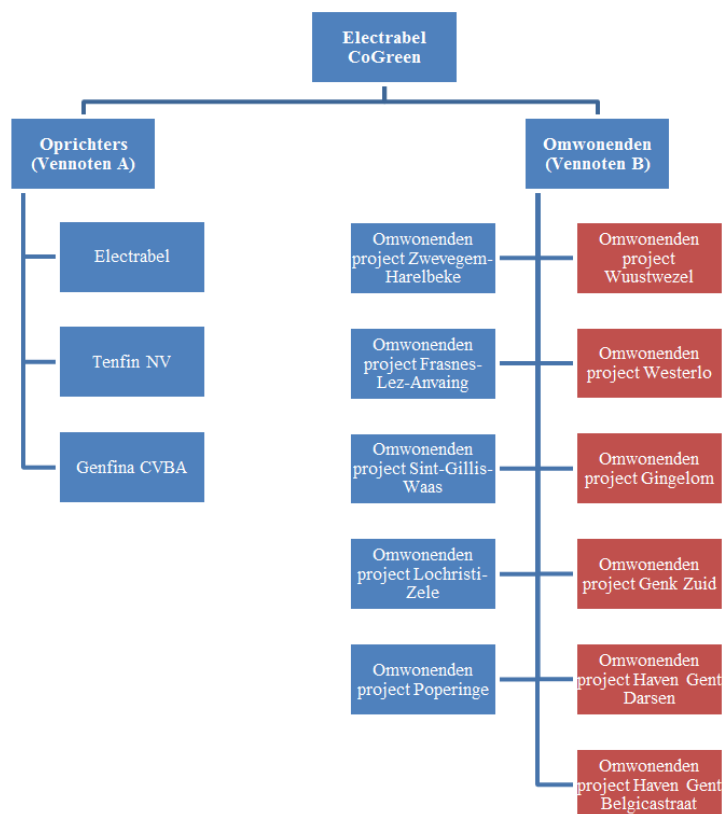 Electrabel
CoGreen
Oprichters
(Vennoten A)
Omwonenden
(Vennoten B)
Electrabel
Tenfin NV
Genfina CVBA
Omwonenden
project Zwevegem-
Harelbeke
Omwonenden
project
Wuustwezel
Omwonenden
project Frasnes-
Lez-Anvaing
Omwonenden
project Westerlo
Omwonenden
project Sint-Gillis-
Waas
Omwonenden
project Gingelom
Omwonenden
project Lochristi-
Zele
Omwonenden
project Genk Zuid
Omwonenden
project Poperinge
Omwonenden
project Haven Gent
Darsen
Omwonenden
project Haven Gent
Belgicastraat